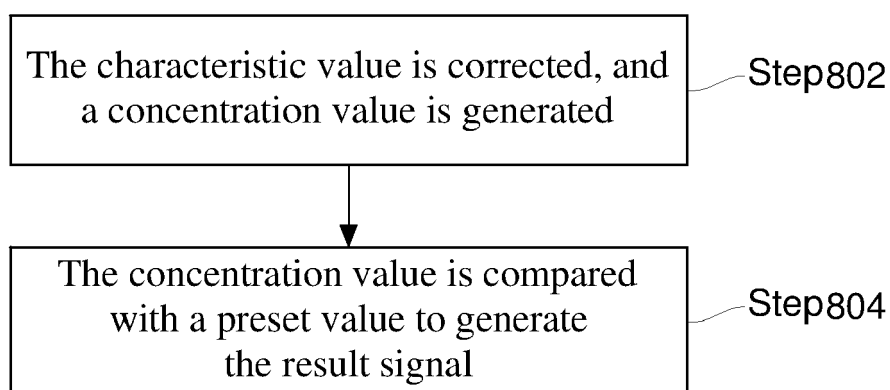 The characteristic value is corrected, and
a concentration value is generated
Step802
The concentration value is compared
with a preset value to generate
the result signal
Step804